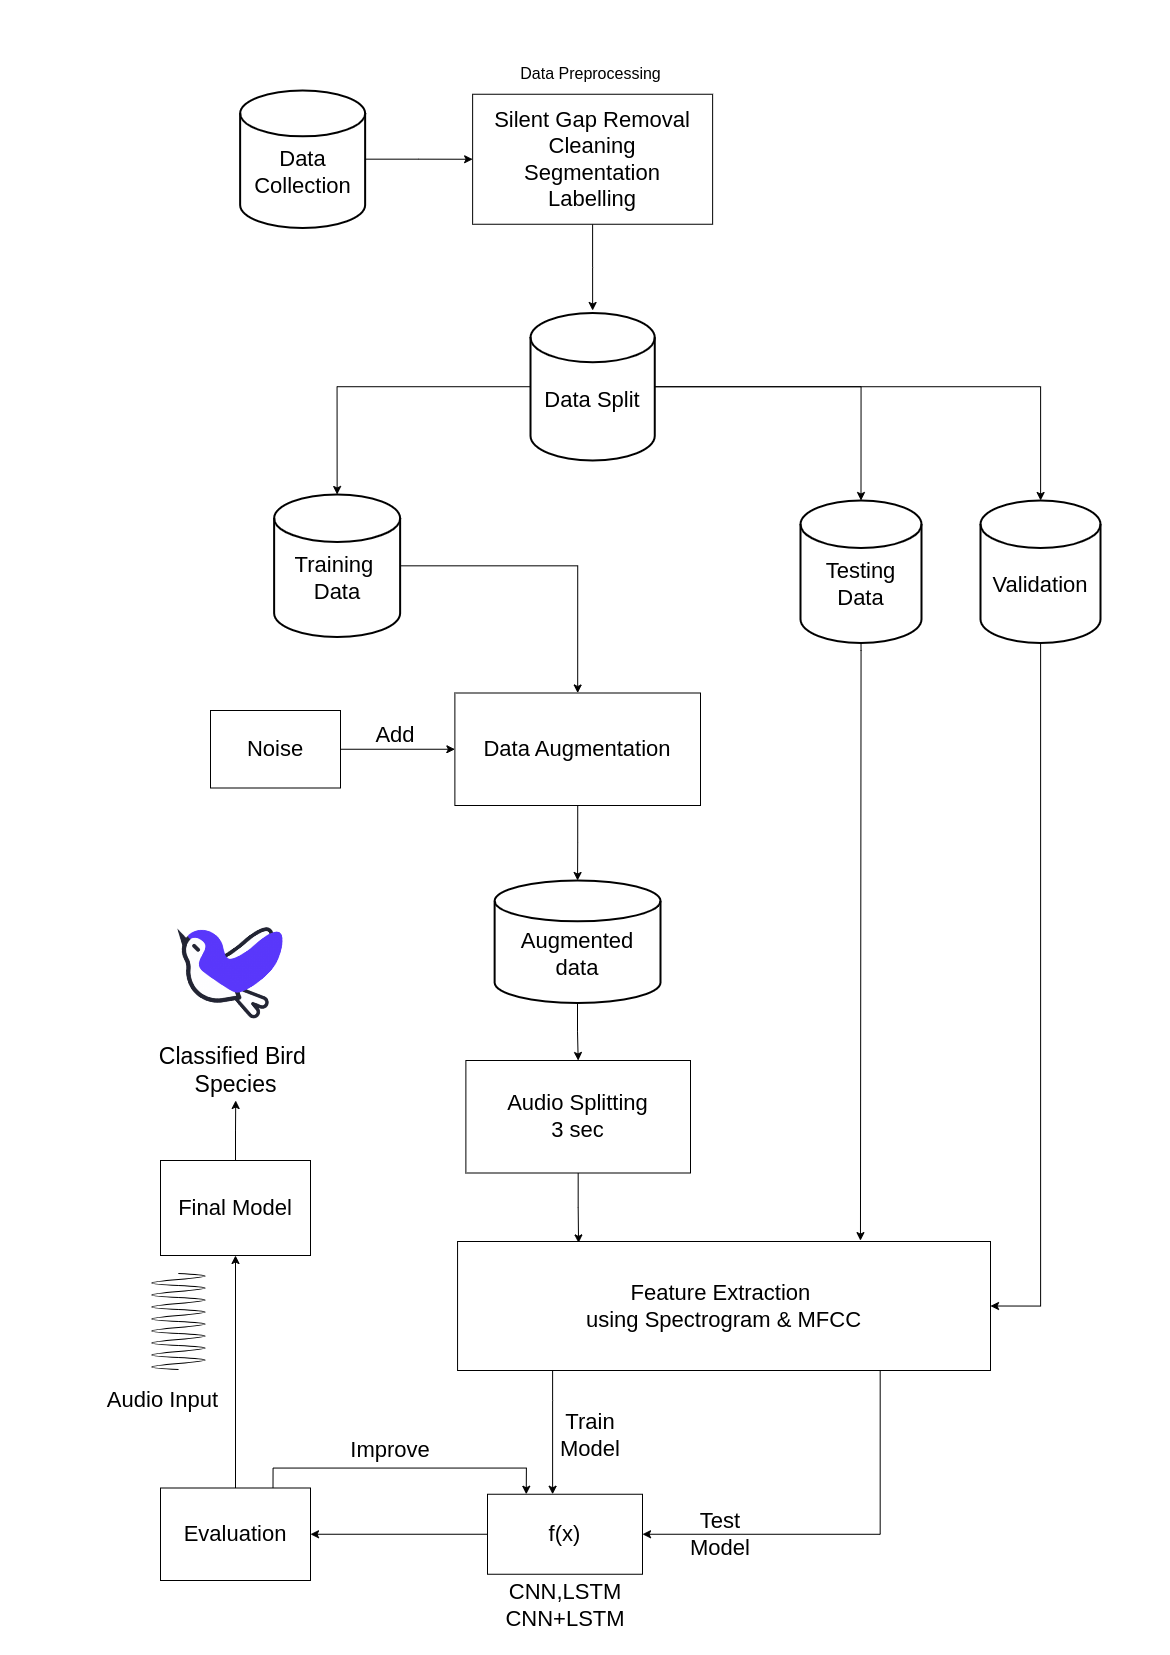 Data Preprocessing
Data
Collection
Silent Gap Removal
Cleaning
Segmentation
Labelling
Data Split
Training
Data
Testing
Data
Validation
Noise
Add
Data Augmentation
Augmented
data
Classified Bird
Species
Audio Splitting
3 sec
Final Model
Feature Extraction
using Spectrogram & MFCC
Audio Input
Train
Model
Improve
Evaluation
f(x)
Test
Model
CNN,LSTM
CNN+LSTM